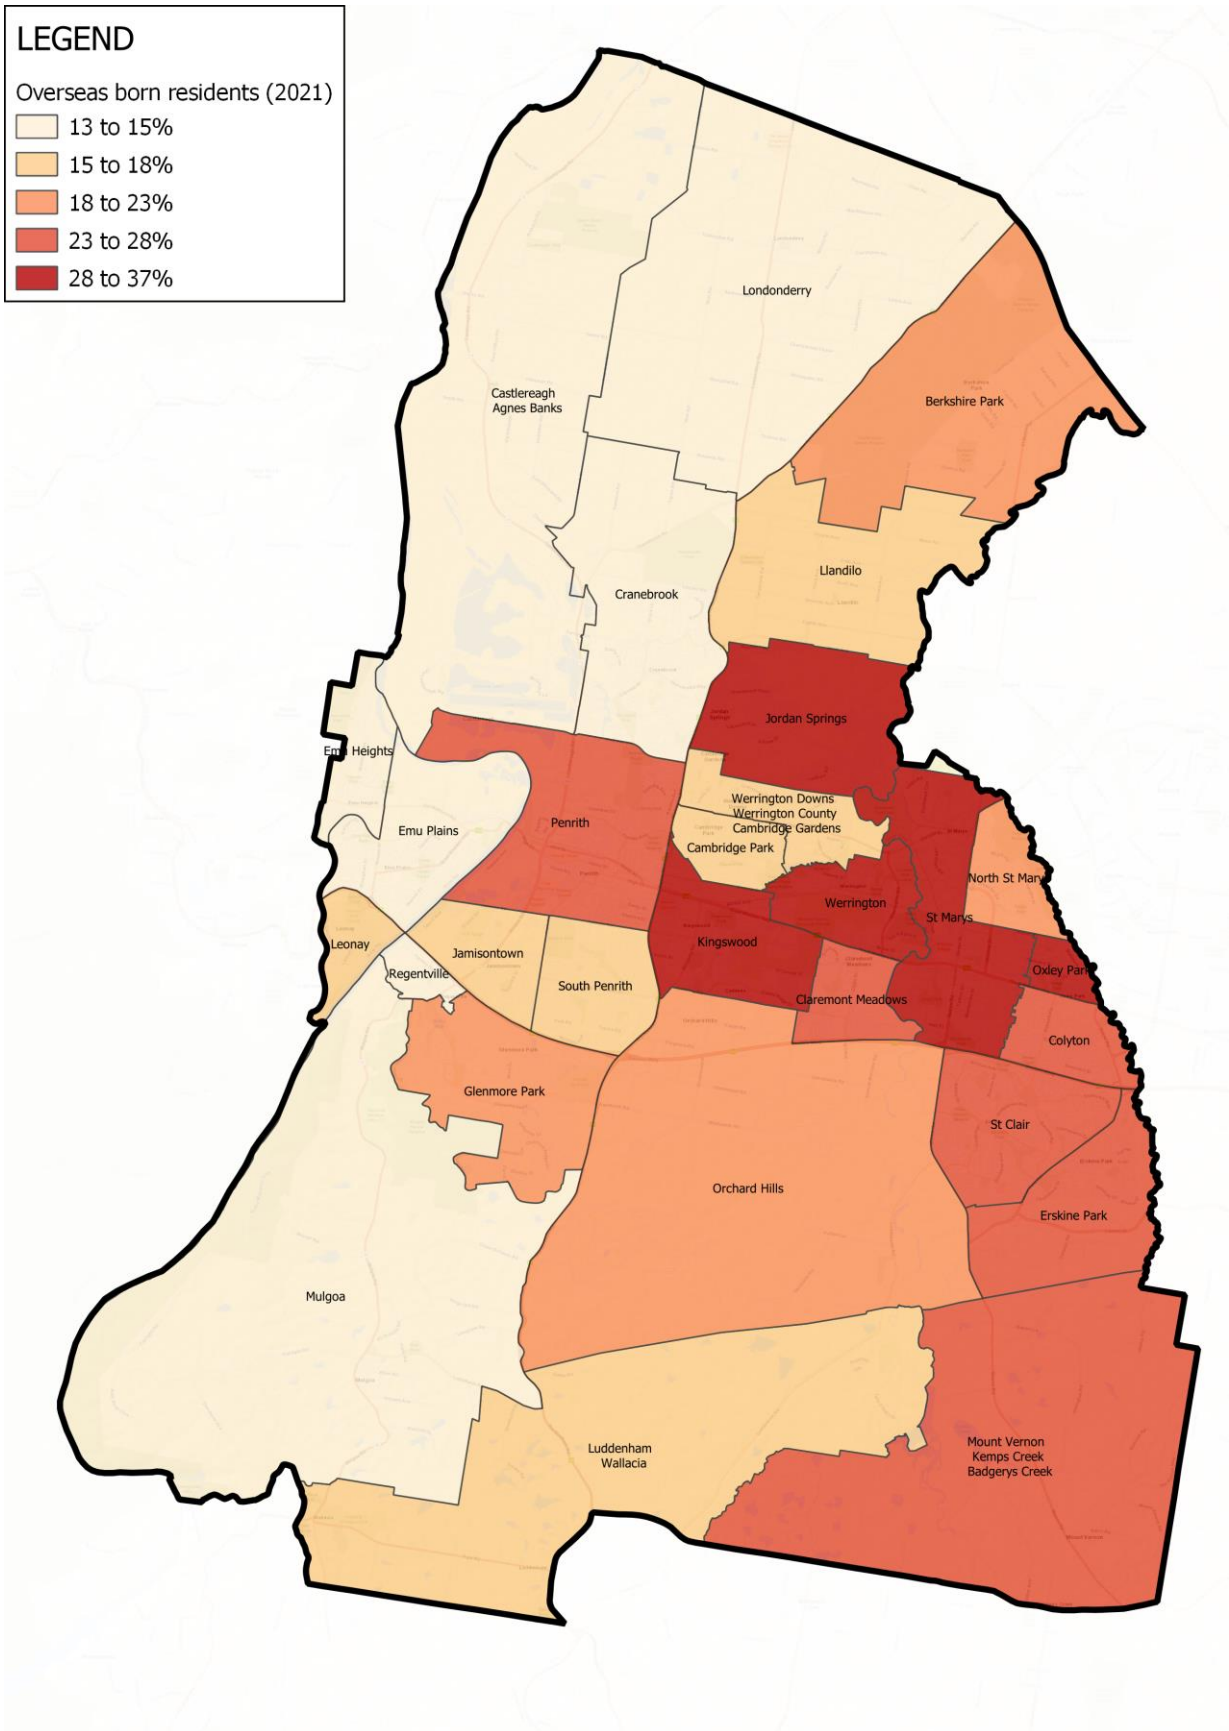 LEGEND
Overseas born residents (2021)
13 to 15%
15 to 18%
18 to 23%
23 to 28%
28 to 37%
Londonderry
Castlereagh
Agnes Banks
Berkshire Park
Llandilo
Cranebrook
Jordan Springs
Emu Heights
Werrington Downs
Werrington County
Cambridge Gardens
Penrith
Emu Plains
Cambridge Park
North St Mary
Werrington
St Marys
Leonay
Jamisontown
Kingswood
Regentville
Oxley Park
South Penrith
Claremont Meadows
Colyton
Glenmore Park
St Clair
Orchard Hills
Erskine Park
Mulgoa
Luddenham
Wallacia
Mount Vernon
Kemps Creek
Badgerys Creek